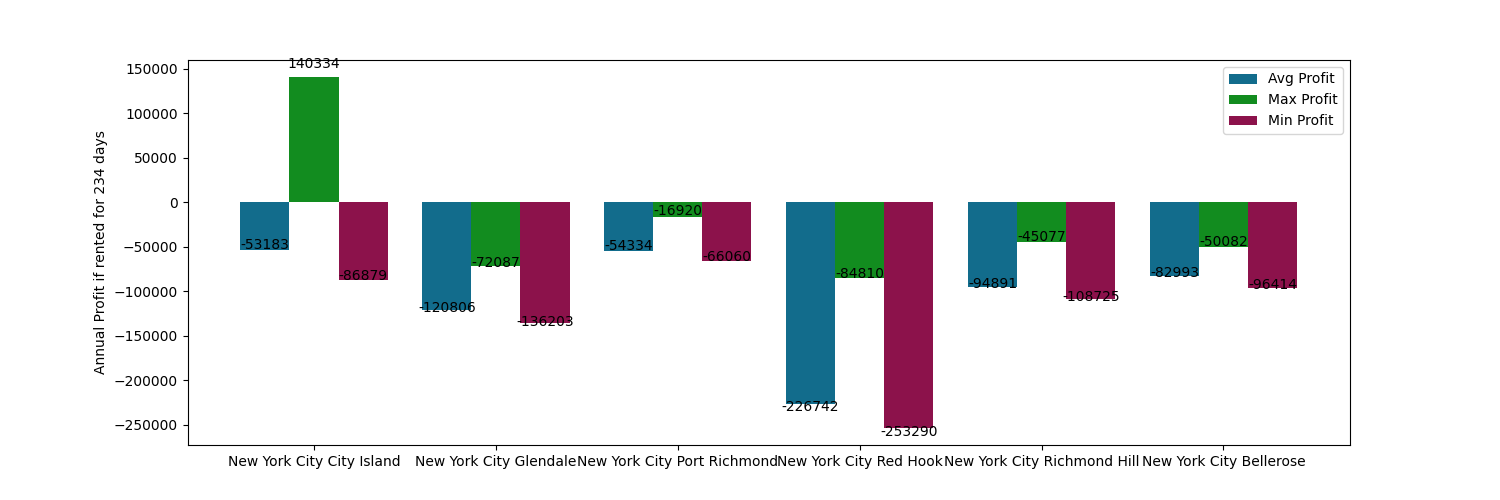 140334
150000
100000
50000
0
−50000
−100000
−150000
−200000
−250000
Annual Profit if rented for 234 days
Avg Profit
Max Profit
Min Profit
-53183
-86879
-120806
-72087
-136203
-54334
-16920
-66060
-226742
-84810
-253290
-94891
-45077
-108725
-82993
-50082
-96414
New York City City Island
New York City Glendale
New York City Port Richmond
New York City Red Hook
New York City Richmond Hill
New York City Bellerose